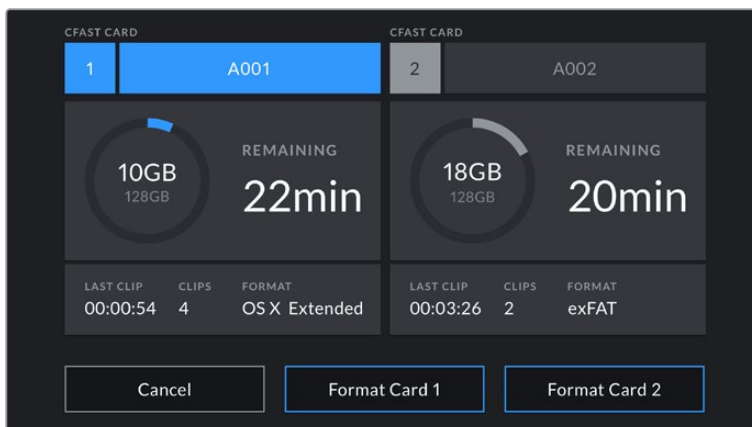 CFAST CARD
1 A001
10GB
128GB
REMAINING
22min
LAST CLIP CLIPS FORMAT
00:00:54 4 OS X Extended
CFAST CARD
2 A002
18GB
128GB
REMAINING
20min
LAST CLIP CLIPS FORMAT
00:03:26 2 exFAT
Cancel Format Card 1 Format Card 2